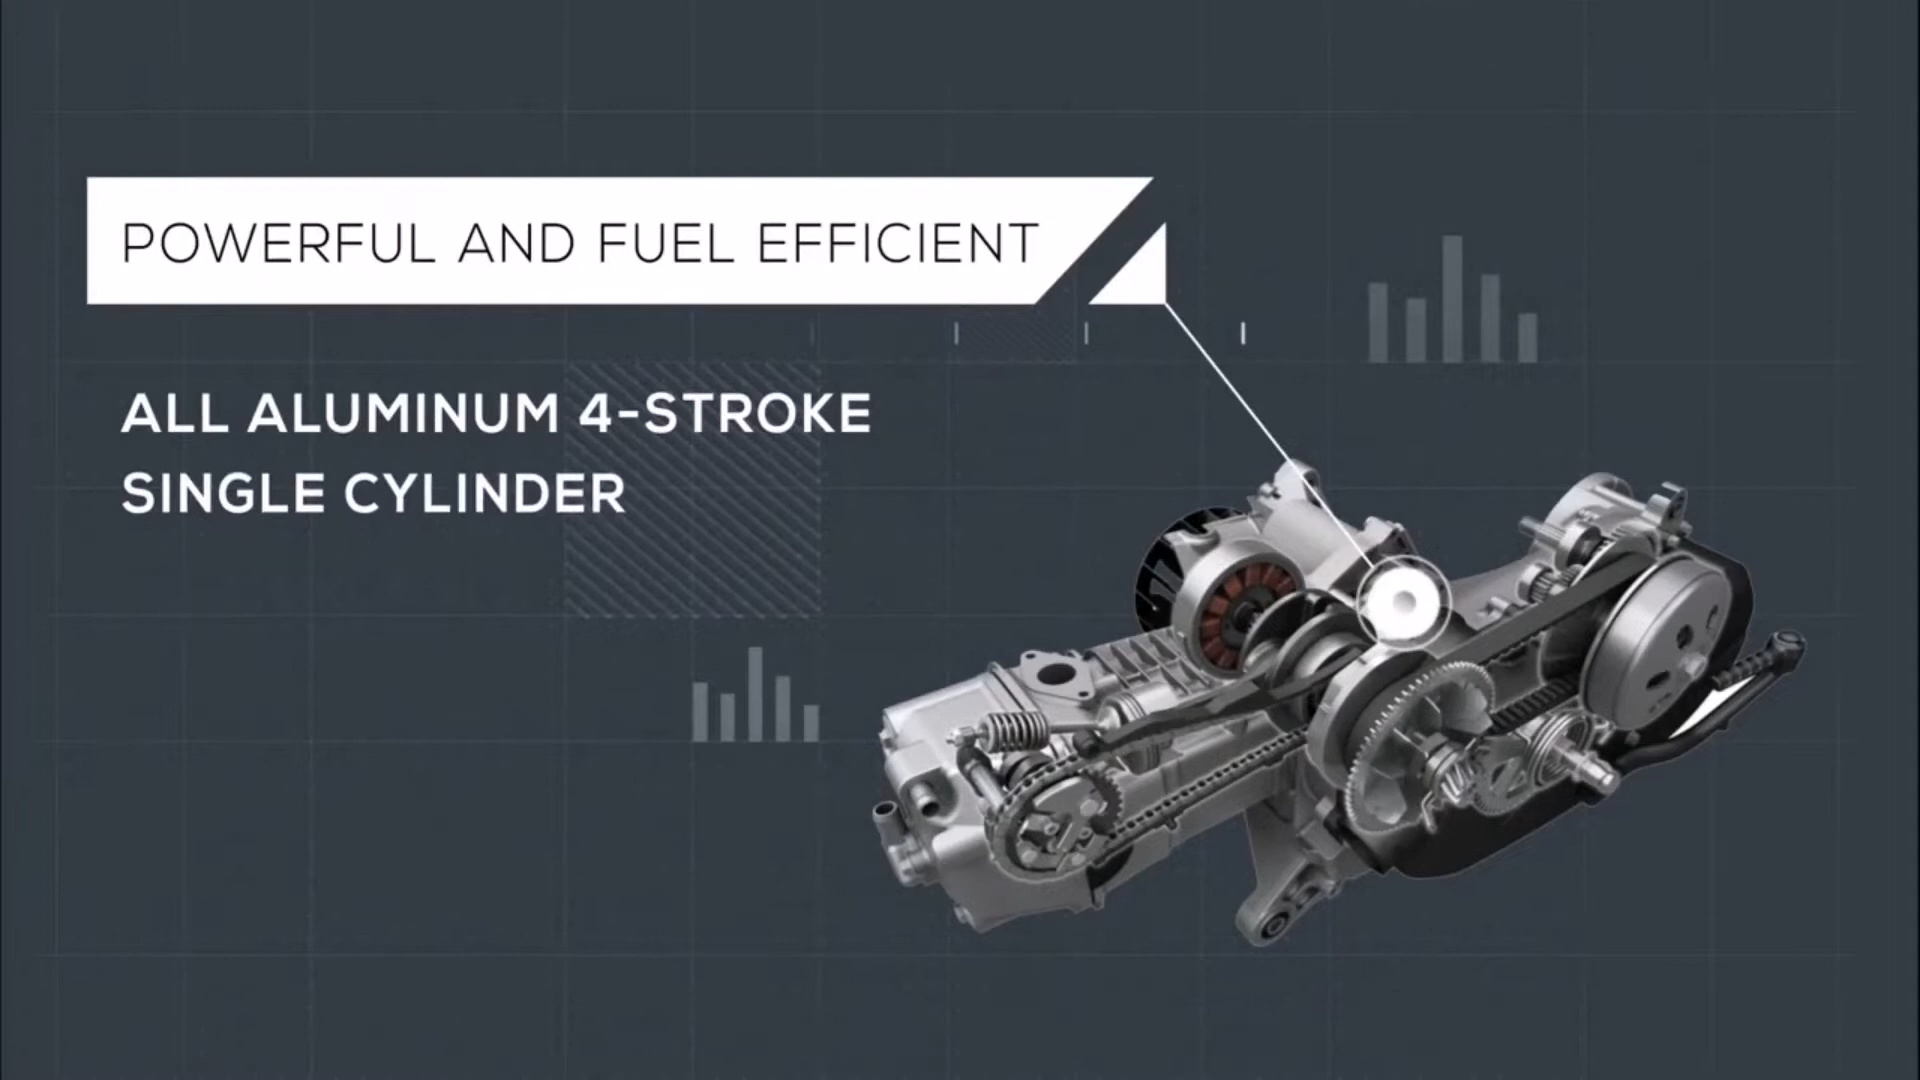 POWERFUL AND FUEL EFFICIENT
ALL ALUMINUM 4-STROKE
SINGLE CYLINDER